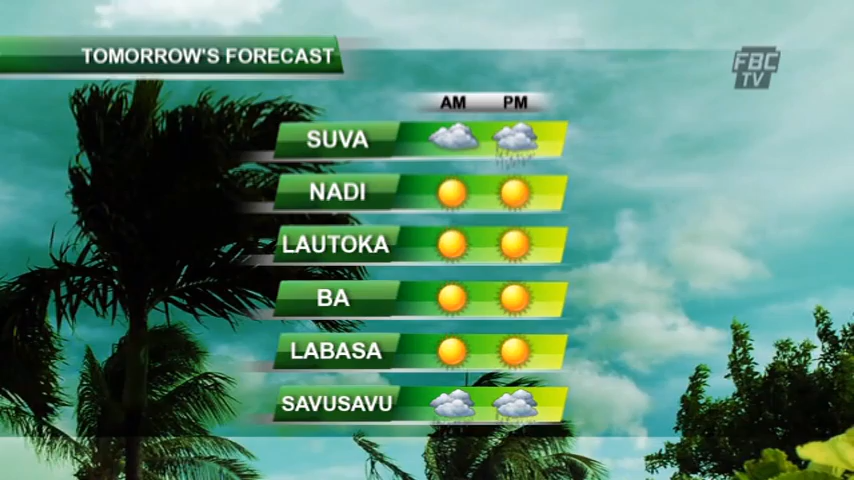 TOMORROW'S FORECAST
FBC
TV
AM PM
SUVA
NADI
LAUTOKA
BA
LABASA
SAVUSAVU